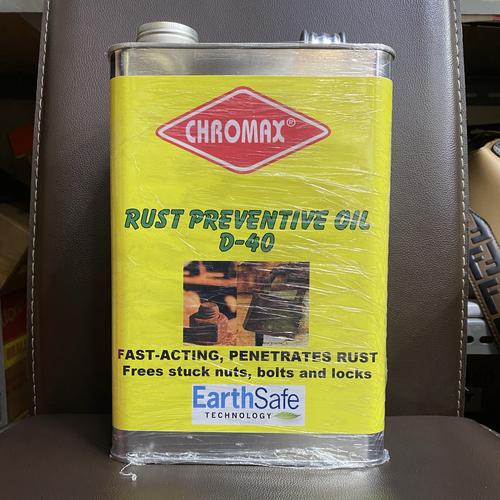 CHROMAX®
RUST PREVENTIVE OIL
D-40
FAST-ACTING, PENETRATES RUST
Frees stuck nuts, bolts and locks
EarthSafe
TECHNOLOGY